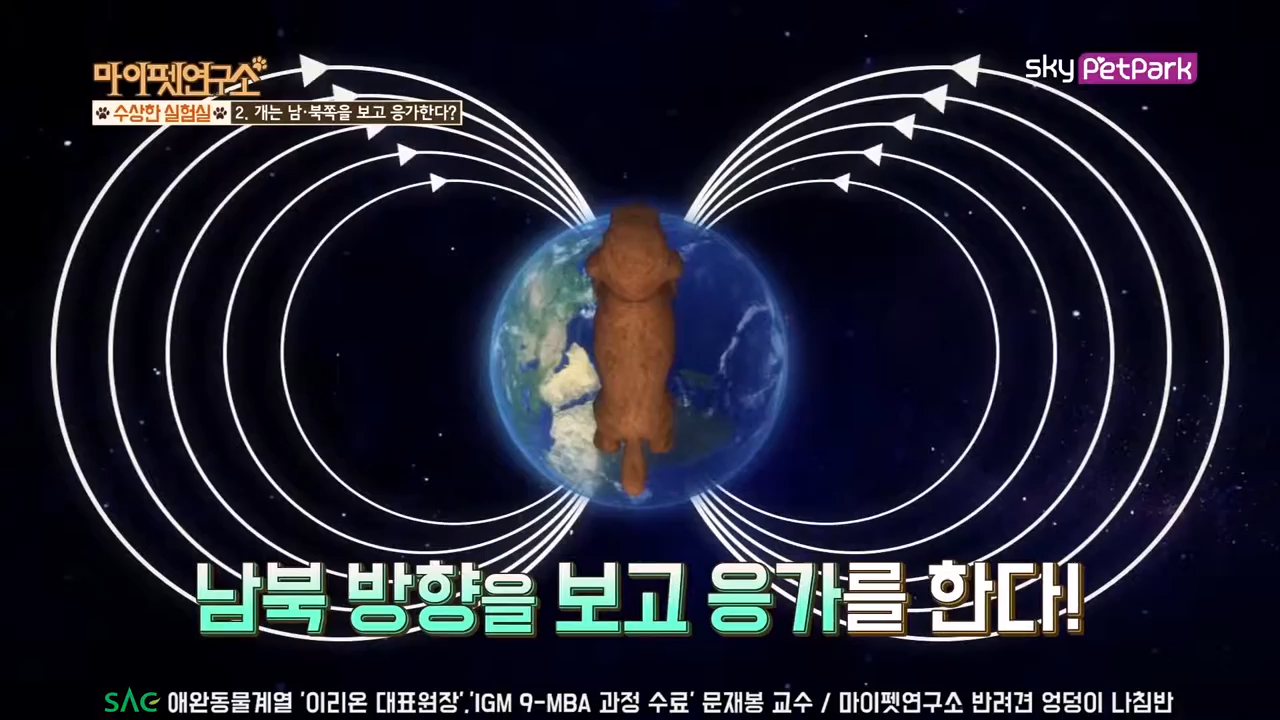 마이펫연구소
sky PetPark
수상한 실험실 2. 개는 남·북쪽을 보고 응가한다?
남북 방향을 보고 응가를 한다!
SAC 애완동물계열 '이리온 대표원장','IGM 9-MBA 과정 수료' 문재봉 교수 / 마이펫연구소 반려견 엉덩이 나침반